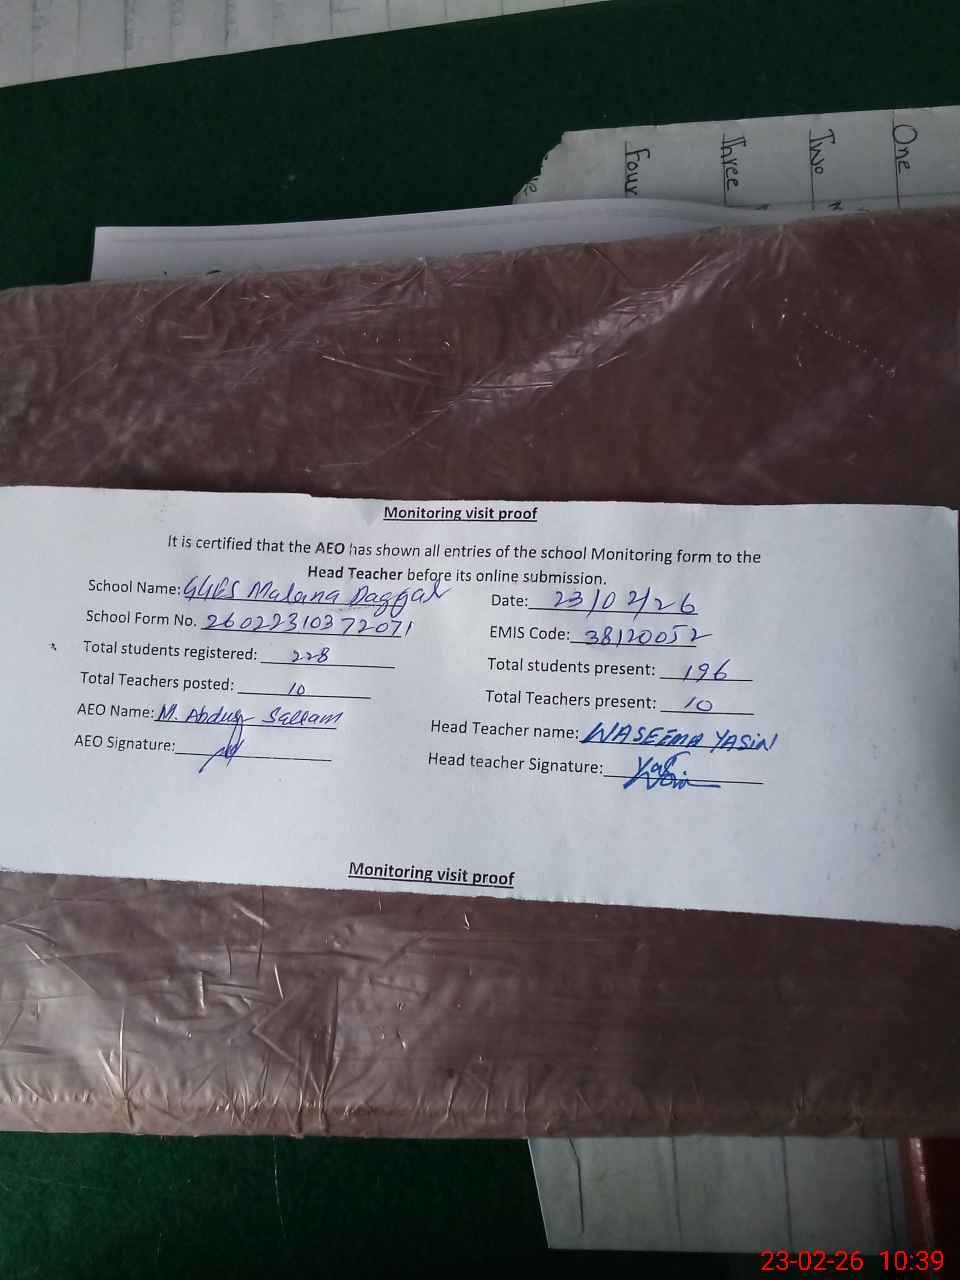 One
Two
Three
Four
Monitoring visit proof
It is certified that the AEO has shown all entries of the school Monitoring form to the
Head Teacher before its online submission.
School Name: GGES Malana Daggar
Date: 23/02/26
School Form No. 26022310372071
EMIS Code: 38120052
Total students registered: 228
Total students present: 196
Total Teachers posted: 10
Total Teachers present: 10
AEO Name: M. Abdus Sallam
Head Teacher name: WASEEMA YASIN
AEO Signature:
Head teacher Signature: Yasin
Monitoring visit proof
23-02-26 10:39